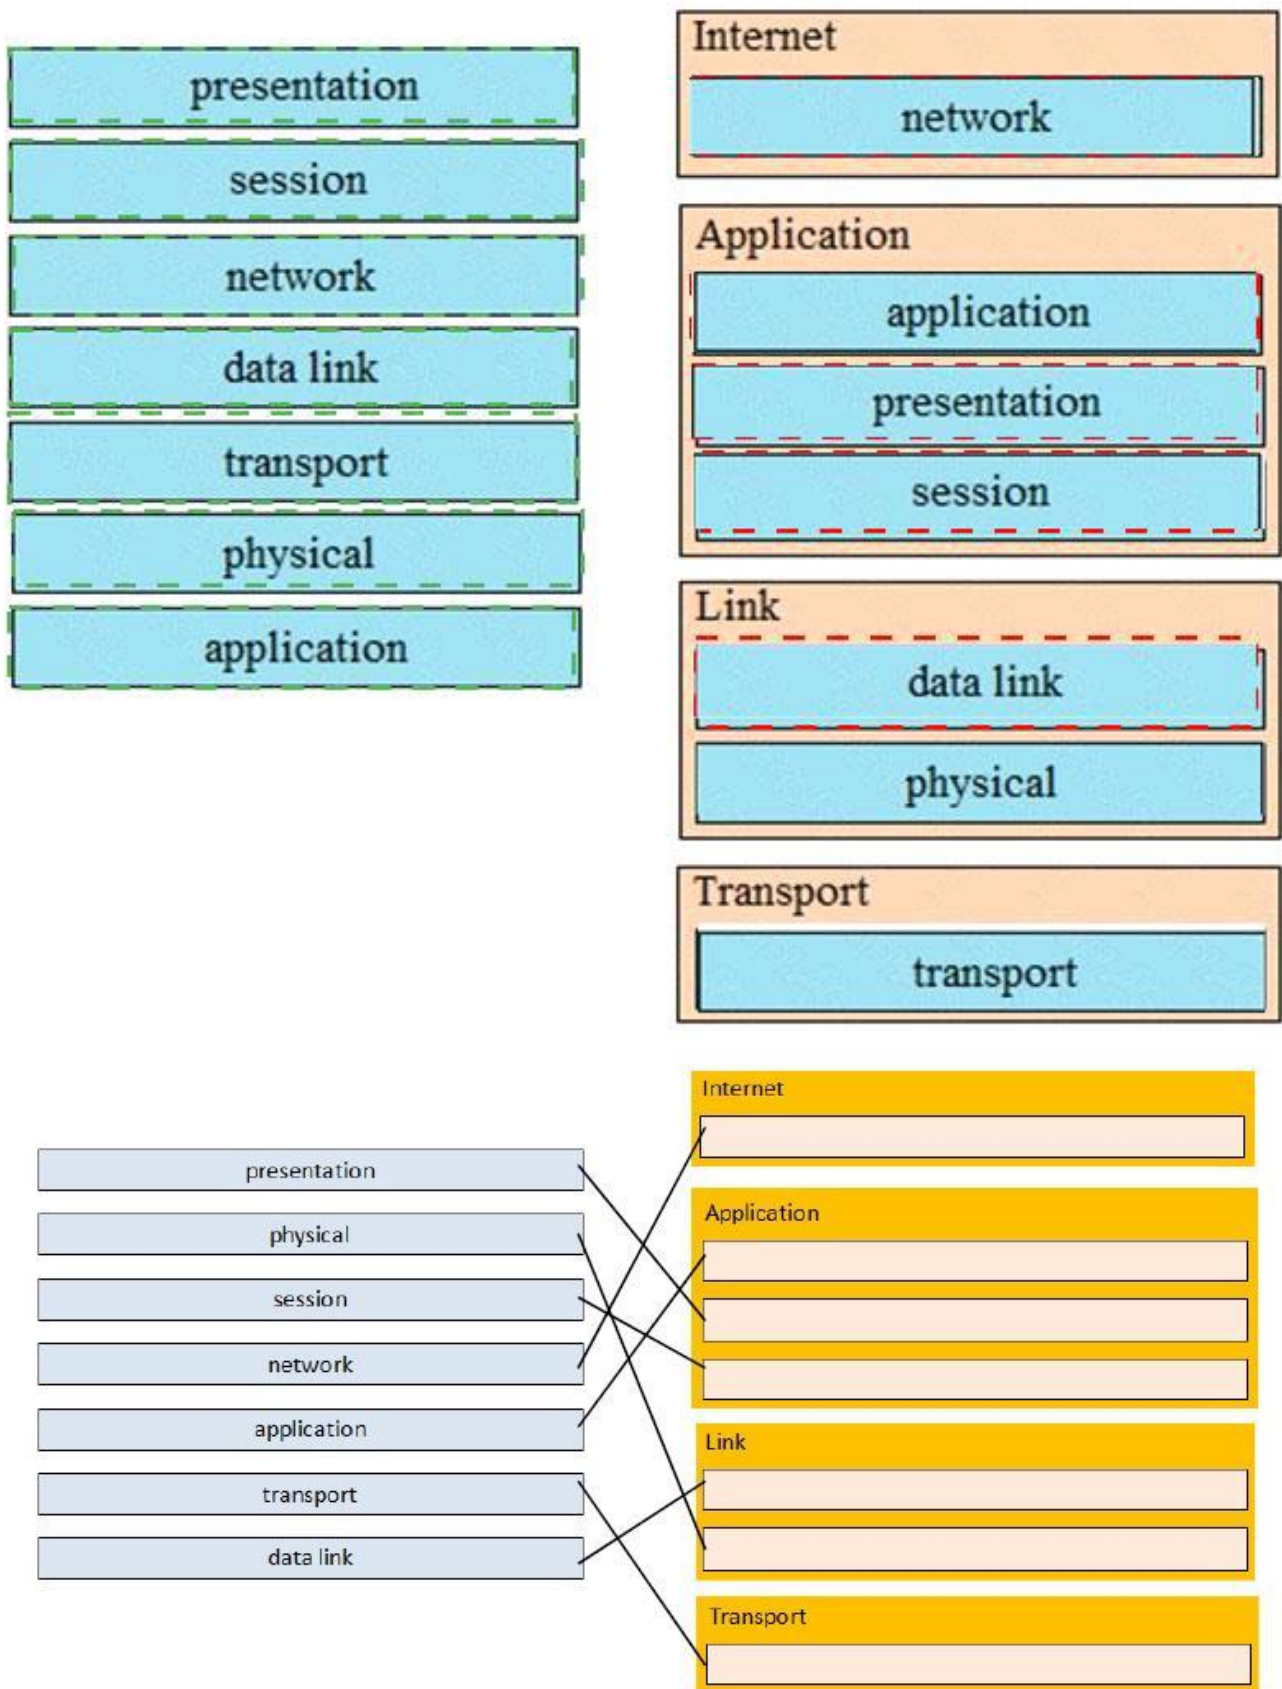 presentation
session
network
data link
transport
physical
application
Internet
network
Application
application
presentation
session
Link
data link
physical
Transport
transport
presentation
physical
session
network
application
transport
data link
Internet
Application
Link
Transport